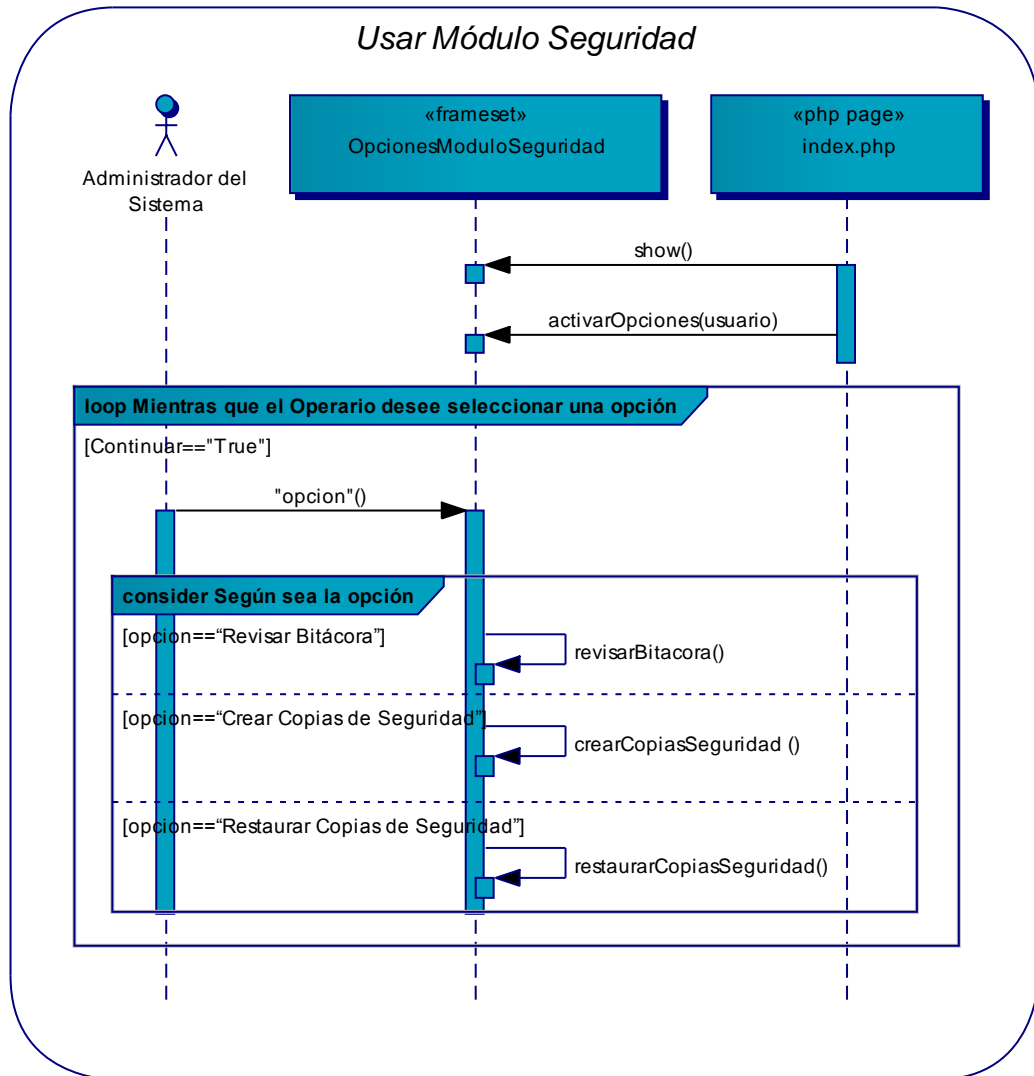 Usar Módulo Seguridad
Administrador del
Sistema
«frameset»
OpcionesModuloSeguridad
«php page»
index.php
show()
activarOpciones(usuario)
loop Mientras que el Operario desee seleccionar una opción
[Continuar=="True"]
"opcion"()
consider Según sea la opción
[opcion==“Revisar Bitácora”]
revisarBitacora()
[opcion==“Crear Copias de Seguridad”]
crearCopiasSeguridad ()
[opcion==“Restaurar Copias de Seguridad”]
restaurarCopiasSeguridad()